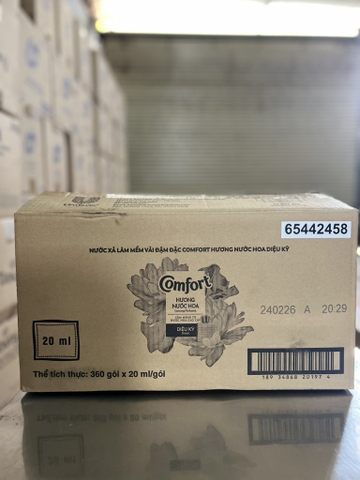 65442458
NƯỚC XẢ LÀM MỀM VẢI ĐẬM ĐẶC COMFORT HƯƠNG NƯỚC HOA DIỆU KỲ
Comfort
HƯƠNG
NƯỚC HOA
DIỆU KỲ
240226 A 20:29
20 ml
Thể tích thực: 360 gói x 20 ml/gói